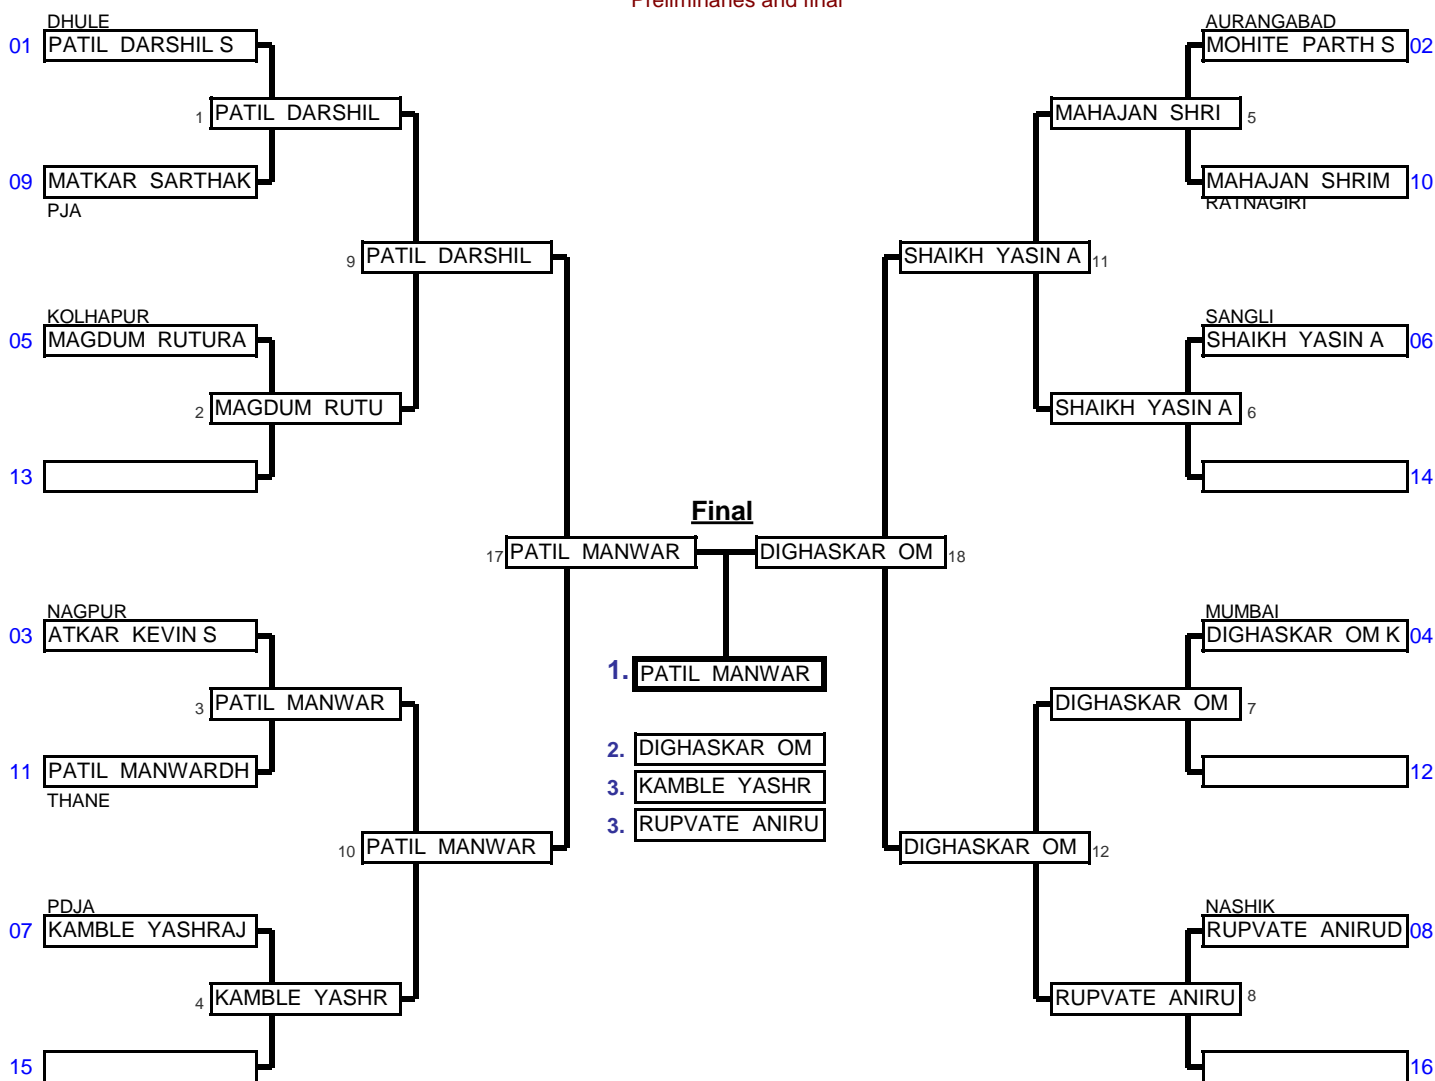 Preliminaries and final
DHULE
01 PATIL DARSHIL S
1 PATIL DARSHIL
09 MATKAR SARTHAK
PJA
9 PATIL DARSHIL
KOLHAPUR
05 MAGDUM RUTURA
2 MAGDUM RUTU
13
17 PATIL MANWAR
NAGPUR
03 ATKAR KEVIN S
3 PATIL MANWAR
11 PATIL MANWARDH
THANE
10 PATIL MANWAR
PDJA
07 KAMBLE YASHRAJ
4 KAMBLE YASHR
15
Final
1. PATIL MANWAR
2. DIGHASKAR OM
3. KAMBLE YASHR
3. RUPVATE ANIRU
AURANGABAD
MOHITE PARTH S 02
MAHAJAN SHRI 5
MAHAJAN SHRIM 10
RATNAGIRI
SHAIKH YASIN A 11
SANGLI
SHAIKH YASIN A 06
SHAIKH YASIN A 6
14
DIGHASKAR OM 18
MUMBAI
DIGHASKAR OM K 04
DIGHASKAR OM 7
12
DIGHASKAR OM 12
NASHIK
RUPVATE ANIRUD 08
RUPVATE ANIRU 8
16